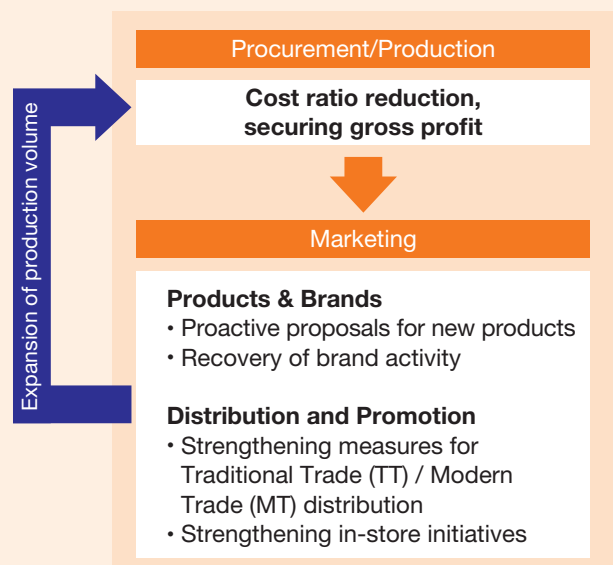 Procurement/Production
Cost ratio reduction,
securing gross profit
Expansion of production volume
Marketing
Products & Brands
・Proactive proposals for new products
・Recovery of brand activity
Distribution and Promotion
・Strengthening measures for
Traditional Trade (TT) / Modern
Trade (MT) distribution
・Strengthening in-store initiatives